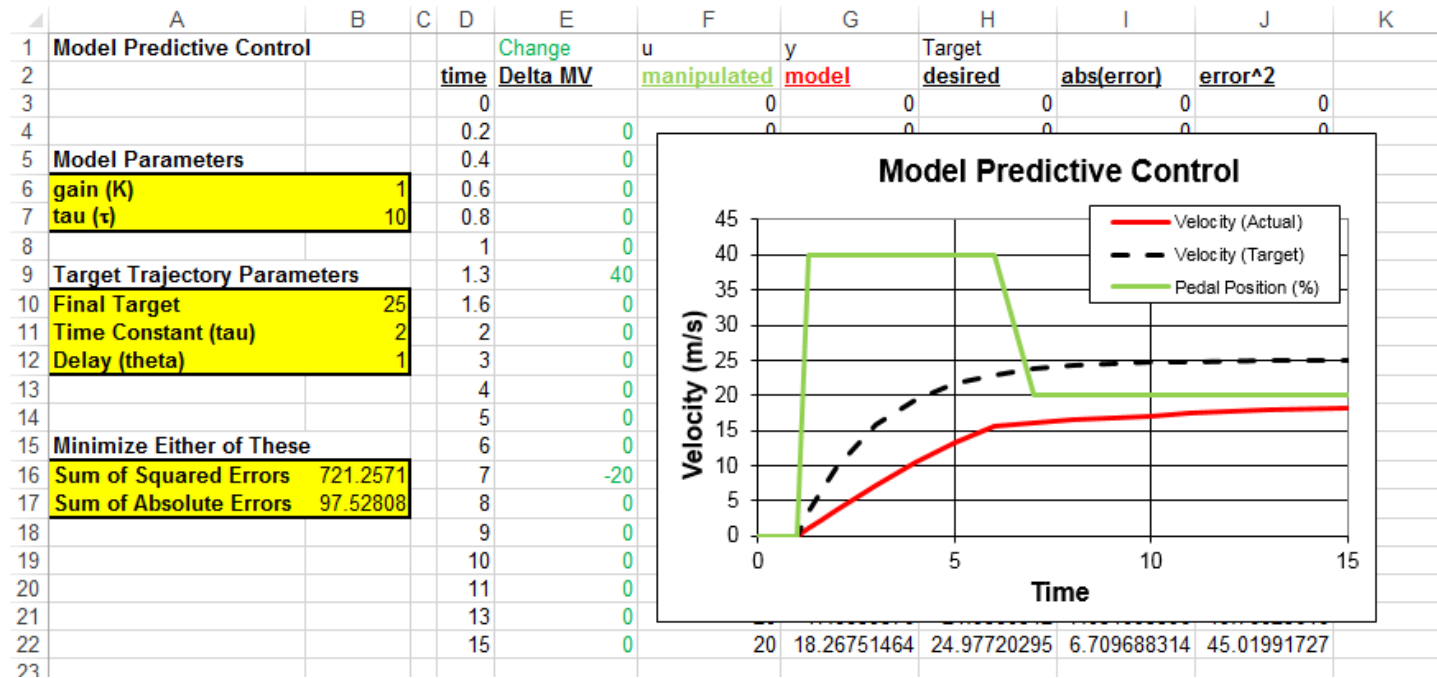 A B C D E F G H I J K
1 Model Predictive Control Change u y Target
2 time Delta MV manipulated model desired abs(error) error^2
3 0 0 0 0 0 0
4 0.2 0 0 0 0 0 0
5 Model Parameters 0.4 0
6 gain (K) 1 0.6 0
7 tau (τ) 10 0.8 0
8 1 0
9 Target Trajectory Parameters 1.3 40
10 Final Target 25 1.6 0
11 Time Constant (tau) 2 2 0
12 Delay (theta) 1 3 0
13 4 0
14 5 0
15 Minimize Either of These 6 0
16 Sum of Squared Errors 721.2571 7 -20
17 Sum of Absolute Errors 97.52808 8 0
18 9 0
19 10 0
20 11 0
21 13 0
22 15 0 20 18.26751464 24.97720295 6.709688314 45.01991727
23
Model Predictive Control
Velocity (m/s)
45
40
35
30
25
20
15
10
5
0
0 5 10 15
Time
Velocity (Actual)
Velocity (Target)
Pedal Position (%)